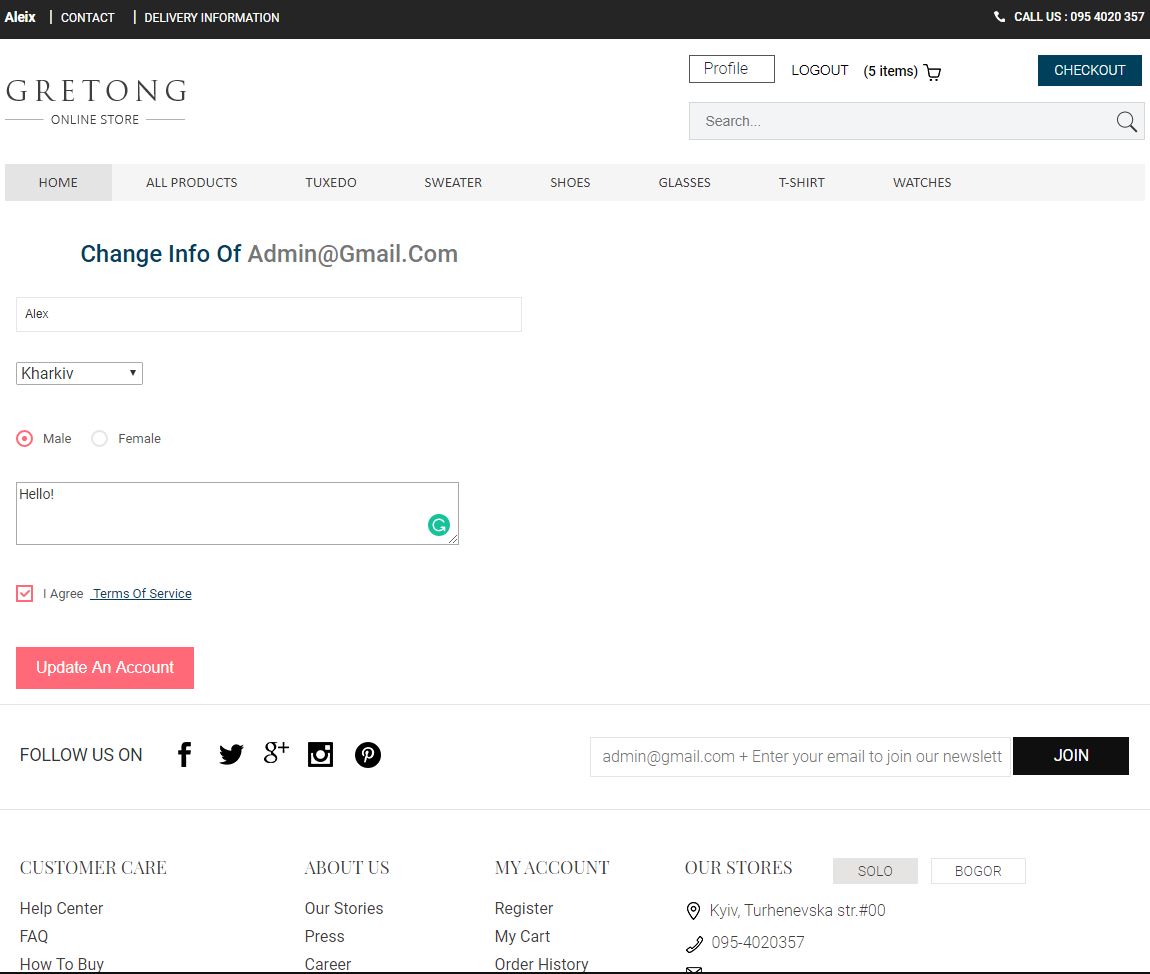 Aleix | CONTACT | DELIVERY INFORMATION CALL US : 095 4020 357
Profile LOGOUT (5 items) CHECKOUT
GRETONG
ONLINE STORE
Search...
HOME ALL PRODUCTS TUXEDO SWEATER SHOES GLASSES T-SHIRT WATCHES
Change Info Of Admin@Gmail.Com
Alex
Kharkiv
Male Female
Hello!
I Agree Terms Of Service
Update An Account
FOLLOW US ON admin@gmail.com + Enter your email to join our newslett JOIN
CUSTOMER CARE ABOUT US MY ACCOUNT OUR STORES SOLO BOGOR
Help Center Our Stories Register Kyiv, Turhenevska str.#00
FAQ Press My Cart 095-4020357
How To Buy Career Order History